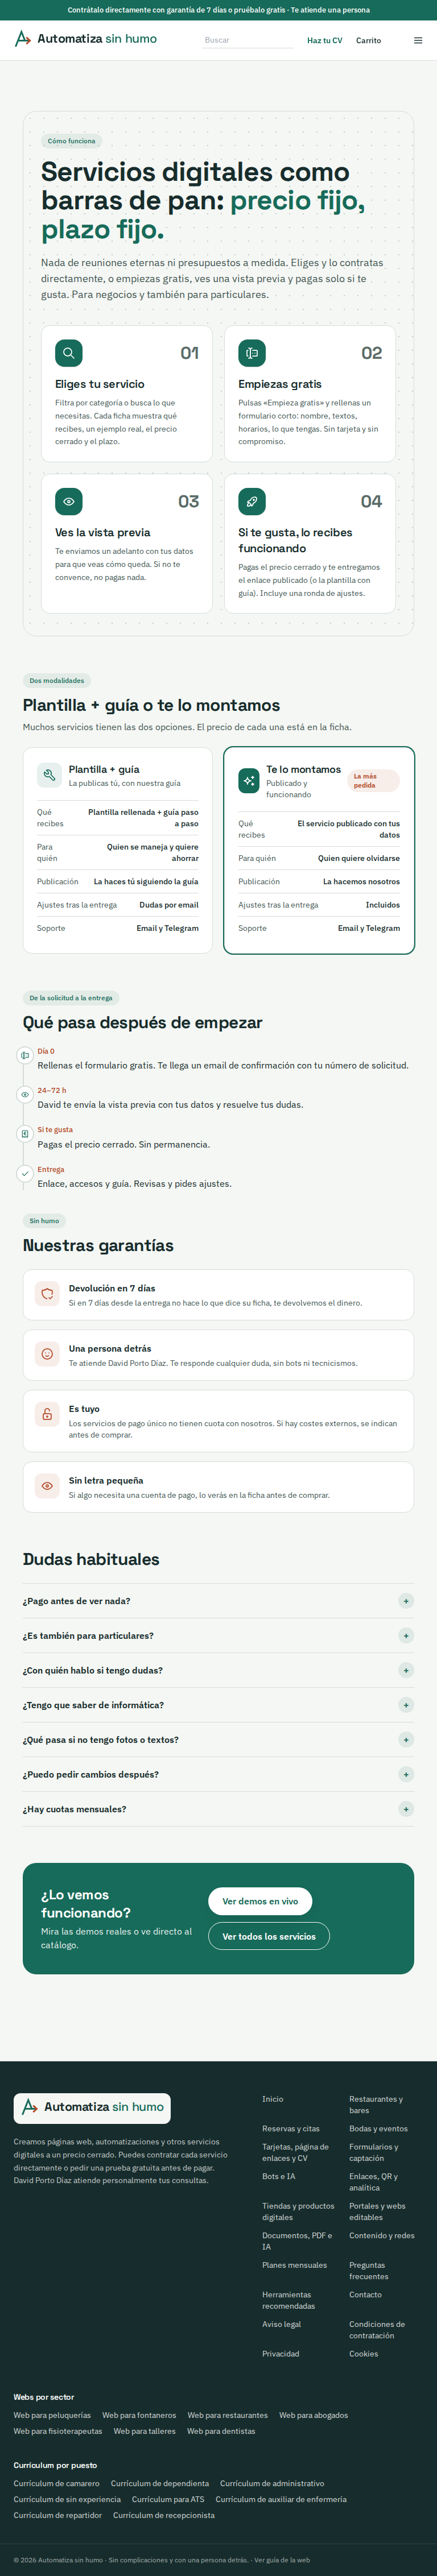 Contrátalo directamente con garantía de 7 días o pruébalo gratis · Te atiende una persona
Automatiza sin humo
Buscar
Haz tu CV
Carrito
Cómo funciona
Servicios digitales como
barras de pan: precio fijo,
plazo fijo.
Nada de reuniones eternas ni presupuestos a medida. Eliges y lo contratas
directamente, o empiezas gratis, ves una vista previa y pagas solo si te
gusta. Para negocios y también para particulares.
01
Eliges tu servicio
Filtra por categoría o busca lo que
necesitas. Cada ficha muestra qué
recibes, un ejemplo real, el precio
cerrado y el plazo.
02
Empiezas gratis
Pulsas «Empieza gratis» y rellenas un
formulario corto: nombre, textos,
horarios, lo que tengas. Sin tarjeta y sin
compromiso.
03
Ves la vista previa
Te enviamos un adelanto con tus datos
para que veas cómo queda. Si no te
convence, no pagas nada.
04
Si te gusta, lo recibes
funcionando
Pagas el precio cerrado y te entregamos
el enlace publicado (o la plantilla con
guía). Incluye una ronda de ajustes.
Dos modalidades
Plantilla + guía o te lo montamos
Muchos servicios tienen las dos opciones. El precio de cada una está en la ficha.
Plantilla + guía
La publicas tú, con nuestra guía
Qué recibes
Plantilla rellenada + guía paso a paso
Para quién
Quien se maneja y quiere ahorrar
Publicación
La haces tú siguiendo la guía
Ajustes tras la entrega
Dudas por email
Soporte
Email y Telegram
Te lo montamos
Publicado y funcionando
La más pedida
Qué recibes
El servicio publicado con tus datos
Para quién
Quien quiere olvidarse
Publicación
La hacemos nosotros
Ajustes tras la entrega
Incluidos
Soporte
Email y Telegram
De la solicitud a la entrega
Qué pasa después de empezar
Día 0
Rellenas el formulario gratis. Te llega un email de confirmación con tu número de solicitud.
24–72 h
David te envía la vista previa con tus datos y resuelve tus dudas.
Si te gusta
Pagas el precio cerrado. Sin permanencia.
Entrega
Enlace, accesos y guía. Revisas y pides ajustes.
Sin humo
Nuestras garantías
Devolución en 7 días
Si en 7 días desde la entrega no hace lo que dice su ficha, te devolvemos el dinero.
Una persona detrás
Te atiende David Porto Díaz. Te responde cualquier duda, sin bots ni tecnicismos.
Es tuyo
Los servicios de pago único no tienen cuota con nosotros. Si hay costes externos, se indican
antes de comprar.
Sin letra pequeña
Si algo necesita una cuenta de pago, lo verás en la ficha antes de comprar.
Dudas habituales
¿Pago antes de ver nada?
+
¿Es también para particulares?
+
¿Con quién hablo si tengo dudas?
+
¿Tengo que saber de informática?
+
¿Qué pasa si no tengo fotos o textos?
+
¿Puedo pedir cambios después?
+
¿Hay cuotas mensuales?
+
¿Lo vemos
funcionando?
Mira las demos reales o ve directo al
catálogo.
Ver demos en vivo
Ver todos los servicios
Automatiza sin humo
Creamos páginas web, automatizaciones y otros servicios
digitales a un precio cerrado. Puedes contratar cada servicio
directamente o pedir una prueba gratuita antes de pagar.
David Porto Díaz atiende personalmente tus consultas.
Inicio
Restaurantes y bares
Reservas y citas
Bodas y eventos
Tarjetas, página de enlaces y CV
Formularios y captación
Bots e IA
Enlaces, QR y analítica
Tiendas y productos digitales
Portales y webs editables
Documentos, PDF e IA
Contenido y redes
Planes mensuales
Preguntas frecuentes
Herramientas recomendadas
Contacto
Aviso legal
Condiciones de contratación
Privacidad
Cookies
Webs por sector
Web para peluquerías Web para fontaneros Web para restaurantes Web para abogados
Web para fisioterapeutas Web para talleres Web para dentistas
Currículum por puesto
Currículum de camarero Currículum de dependienta Currículum de administrativo
Currículum de sin experiencia Currículum para ATS Currículum de auxiliar de enfermería
Currículum de repartidor Currículum de recepcionista
© 2026 Automatiza sin humo · Sin complicaciones y con una persona detrás. · Ver guía de la web